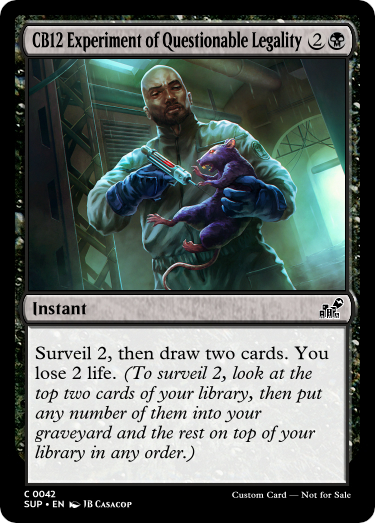 CB12 Experiment of Questionable Legality 2
Instant
Surveil 2, then draw two cards. You
lose 2 life. (To surveil 2, look at the
top two cards of your library, then put
any number of them into your
graveyard and the rest on top of your
library in any order.)
C 0042
SUP • EN JB Casacop
Custom Card — Not for Sale